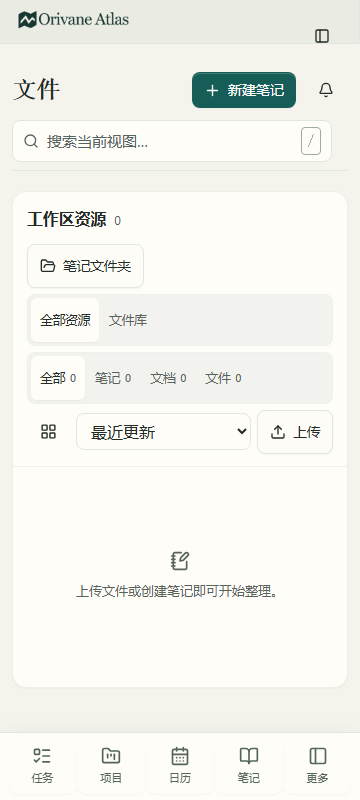 Orivane Atlas
文件
新建笔记
搜索当前视图...
/
工作区资源 0
笔记文件夹
全部资源 文件库
全部 0 笔记 0 文档 0 文件 0
最近更新 上传
上传文件或创建笔记即可开始整理。
任务 项目 日历 笔记 更多